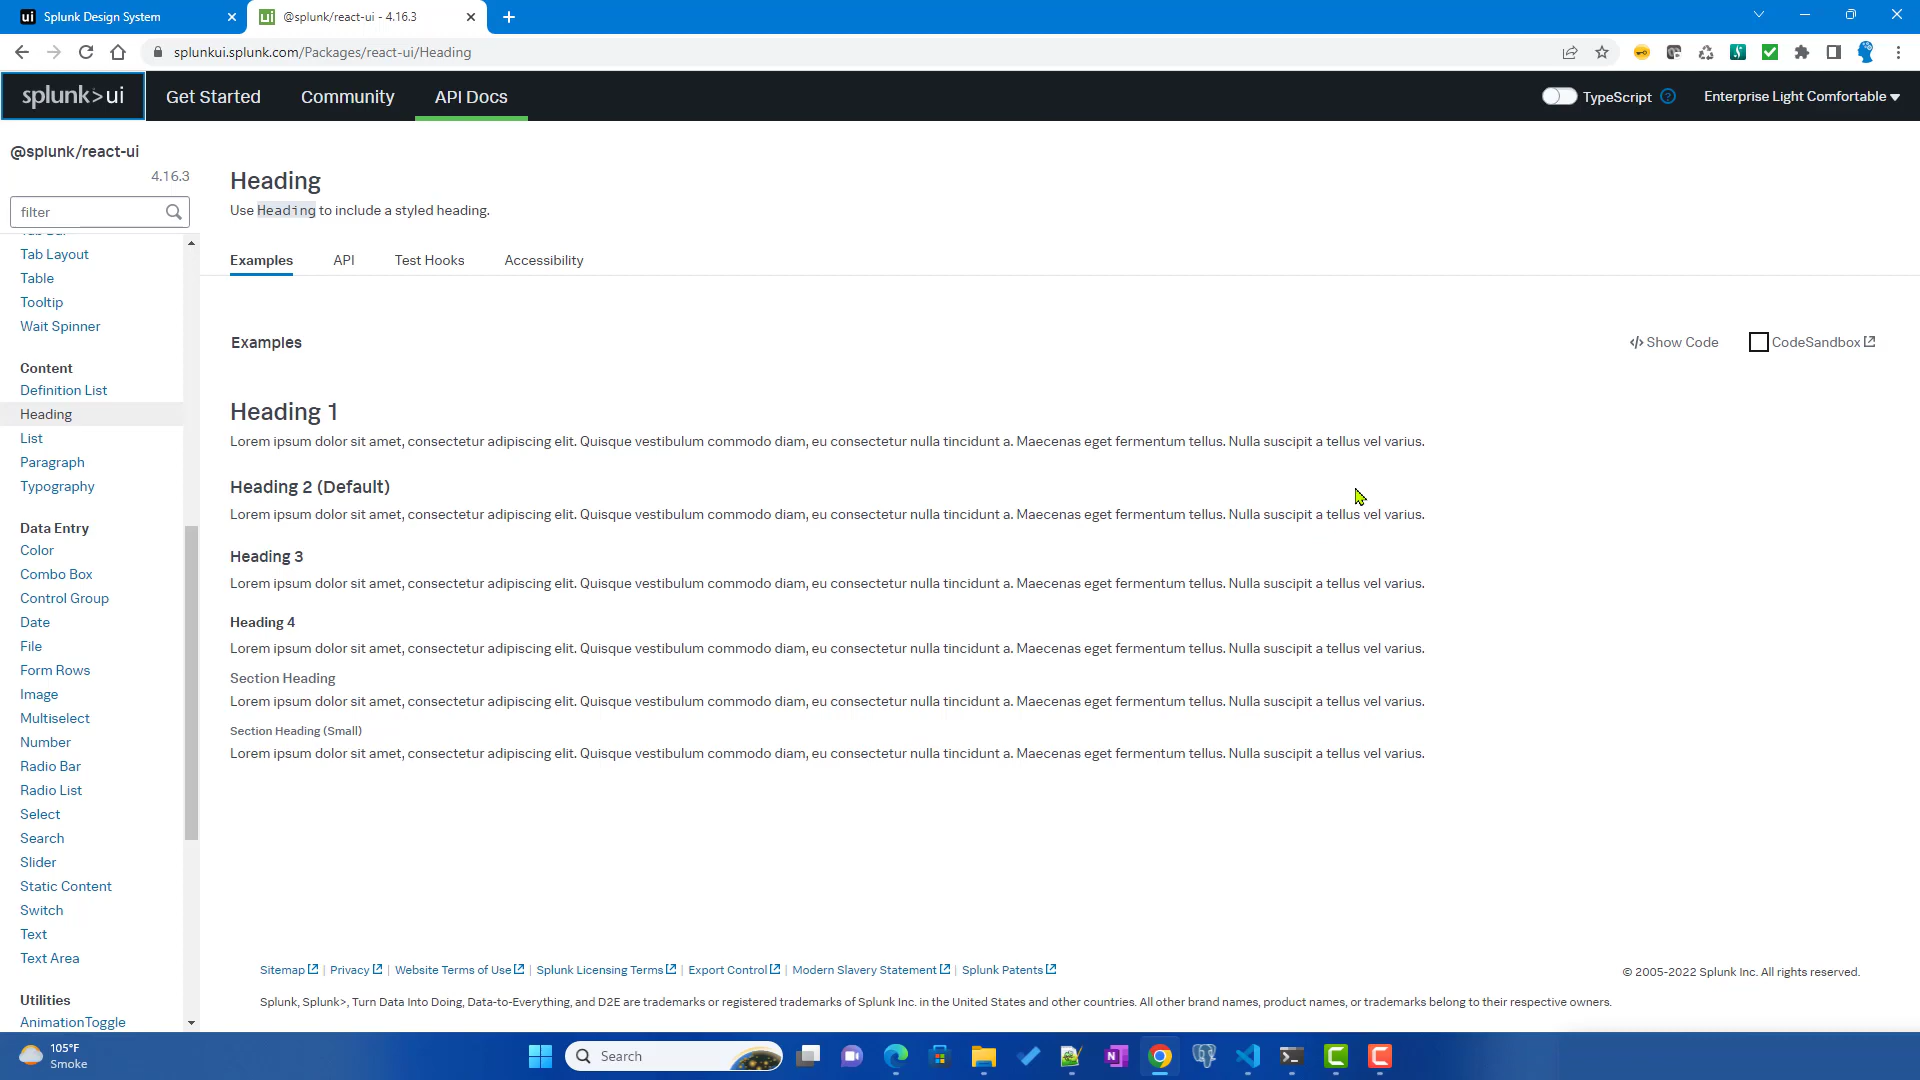 Splunk Design System
@splunk/react-ui - 4.16.3
splunkui.splunk.com/Packages/react-ui/Heading
splunk>ui
Get Started
Community
API Docs
TypeScript
Enterprise Light Comfortable
@splunk/react-ui
4.16.3
filter
Tab Layout
Table
Tooltip
Wait Spinner
Content
Definition List
Heading
List
Paragraph
Typography
Data Entry
Color
Combo Box
Control Group
Date
File
Form Rows
Image
Multiselect
Number
Radio Bar
Radio List
Select
Search
Slider
Static Content
Switch
Text
Text Area
Utilities
AnimationToggle
Heading
Use Heading to include a styled heading.
Examples
API
Test Hooks
Accessibility
Examples
</> Show Code
CodeSandbox
Heading 1
Lorem ipsum dolor sit amet, consectetur adipiscing elit. Quisque vestibulum commodo diam, eu consectetur nulla tincidunt a. Maecenas eget fermentum tellus. Nulla suscipit a tellus vel varius.
Heading 2 (Default)
Lorem ipsum dolor sit amet, consectetur adipiscing elit. Quisque vestibulum commodo diam, eu consectetur nulla tincidunt a. Maecenas eget fermentum tellus. Nulla suscipit a tellus vel varius.
Heading 3
Lorem ipsum dolor sit amet, consectetur adipiscing elit. Quisque vestibulum commodo diam, eu consectetur nulla tincidunt a. Maecenas eget fermentum tellus. Nulla suscipit a tellus vel varius.
Heading 4
Lorem ipsum dolor sit amet, consectetur adipiscing elit. Quisque vestibulum commodo diam, eu consectetur nulla tincidunt a. Maecenas eget fermentum tellus. Nulla suscipit a tellus vel varius.
Section Heading
Lorem ipsum dolor sit amet, consectetur adipiscing elit. Quisque vestibulum commodo diam, eu consectetur nulla tincidunt a. Maecenas eget fermentum tellus. Nulla suscipit a tellus vel varius.
Section Heading (Small)
Lorem ipsum dolor sit amet, consectetur adipiscing elit. Quisque vestibulum commodo diam, eu consectetur nulla tincidunt a. Maecenas eget fermentum tellus. Nulla suscipit a tellus vel varius.
Sitemap | Privacy | Website Terms of Use | Splunk Licensing Terms | Export Control | Modern Slavery Statement | Splunk Patents
© 2005-2022 Splunk Inc. All rights reserved.
Splunk, Splunk>, Turn Data Into Doing, Data-to-Everything, and D2E are trademarks or registered trademarks of Splunk Inc. in the United States and other countries. All other brand names, product names, or trademarks belong to their respective owners.
105°F
Smoke
Search